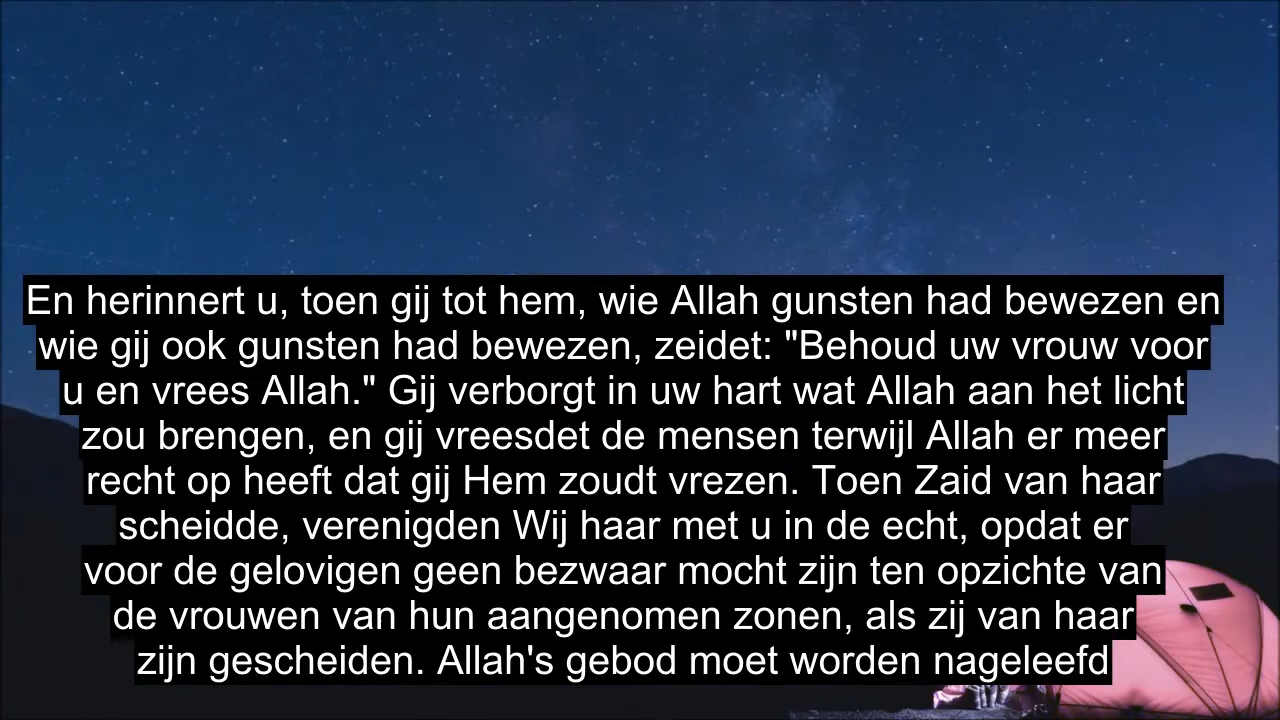 En herinnert u, toen gij tot hem, wie Allah gunsten had bewezen en
wie gij ook gunsten had bewezen, zeidet: "Behoud uw vrouw voor
u en vrees Allah." Gij verborgt in uw hart wat Allah aan het licht
zou brengen, en gij vreesdet de mensen terwijl Allah er meer
recht op heeft dat gij Hem zoudt vrezen. Toen Zaid van haar
scheidde, verenigden Wij haar met u in de echt, opdat er
voor de gelovigen geen bezwaar mocht zijn ten opzichte van
de vrouwen van hun aangenomen zonen, als zij van haar
zijn gescheiden. Allah's gebod moet worden nageleefd